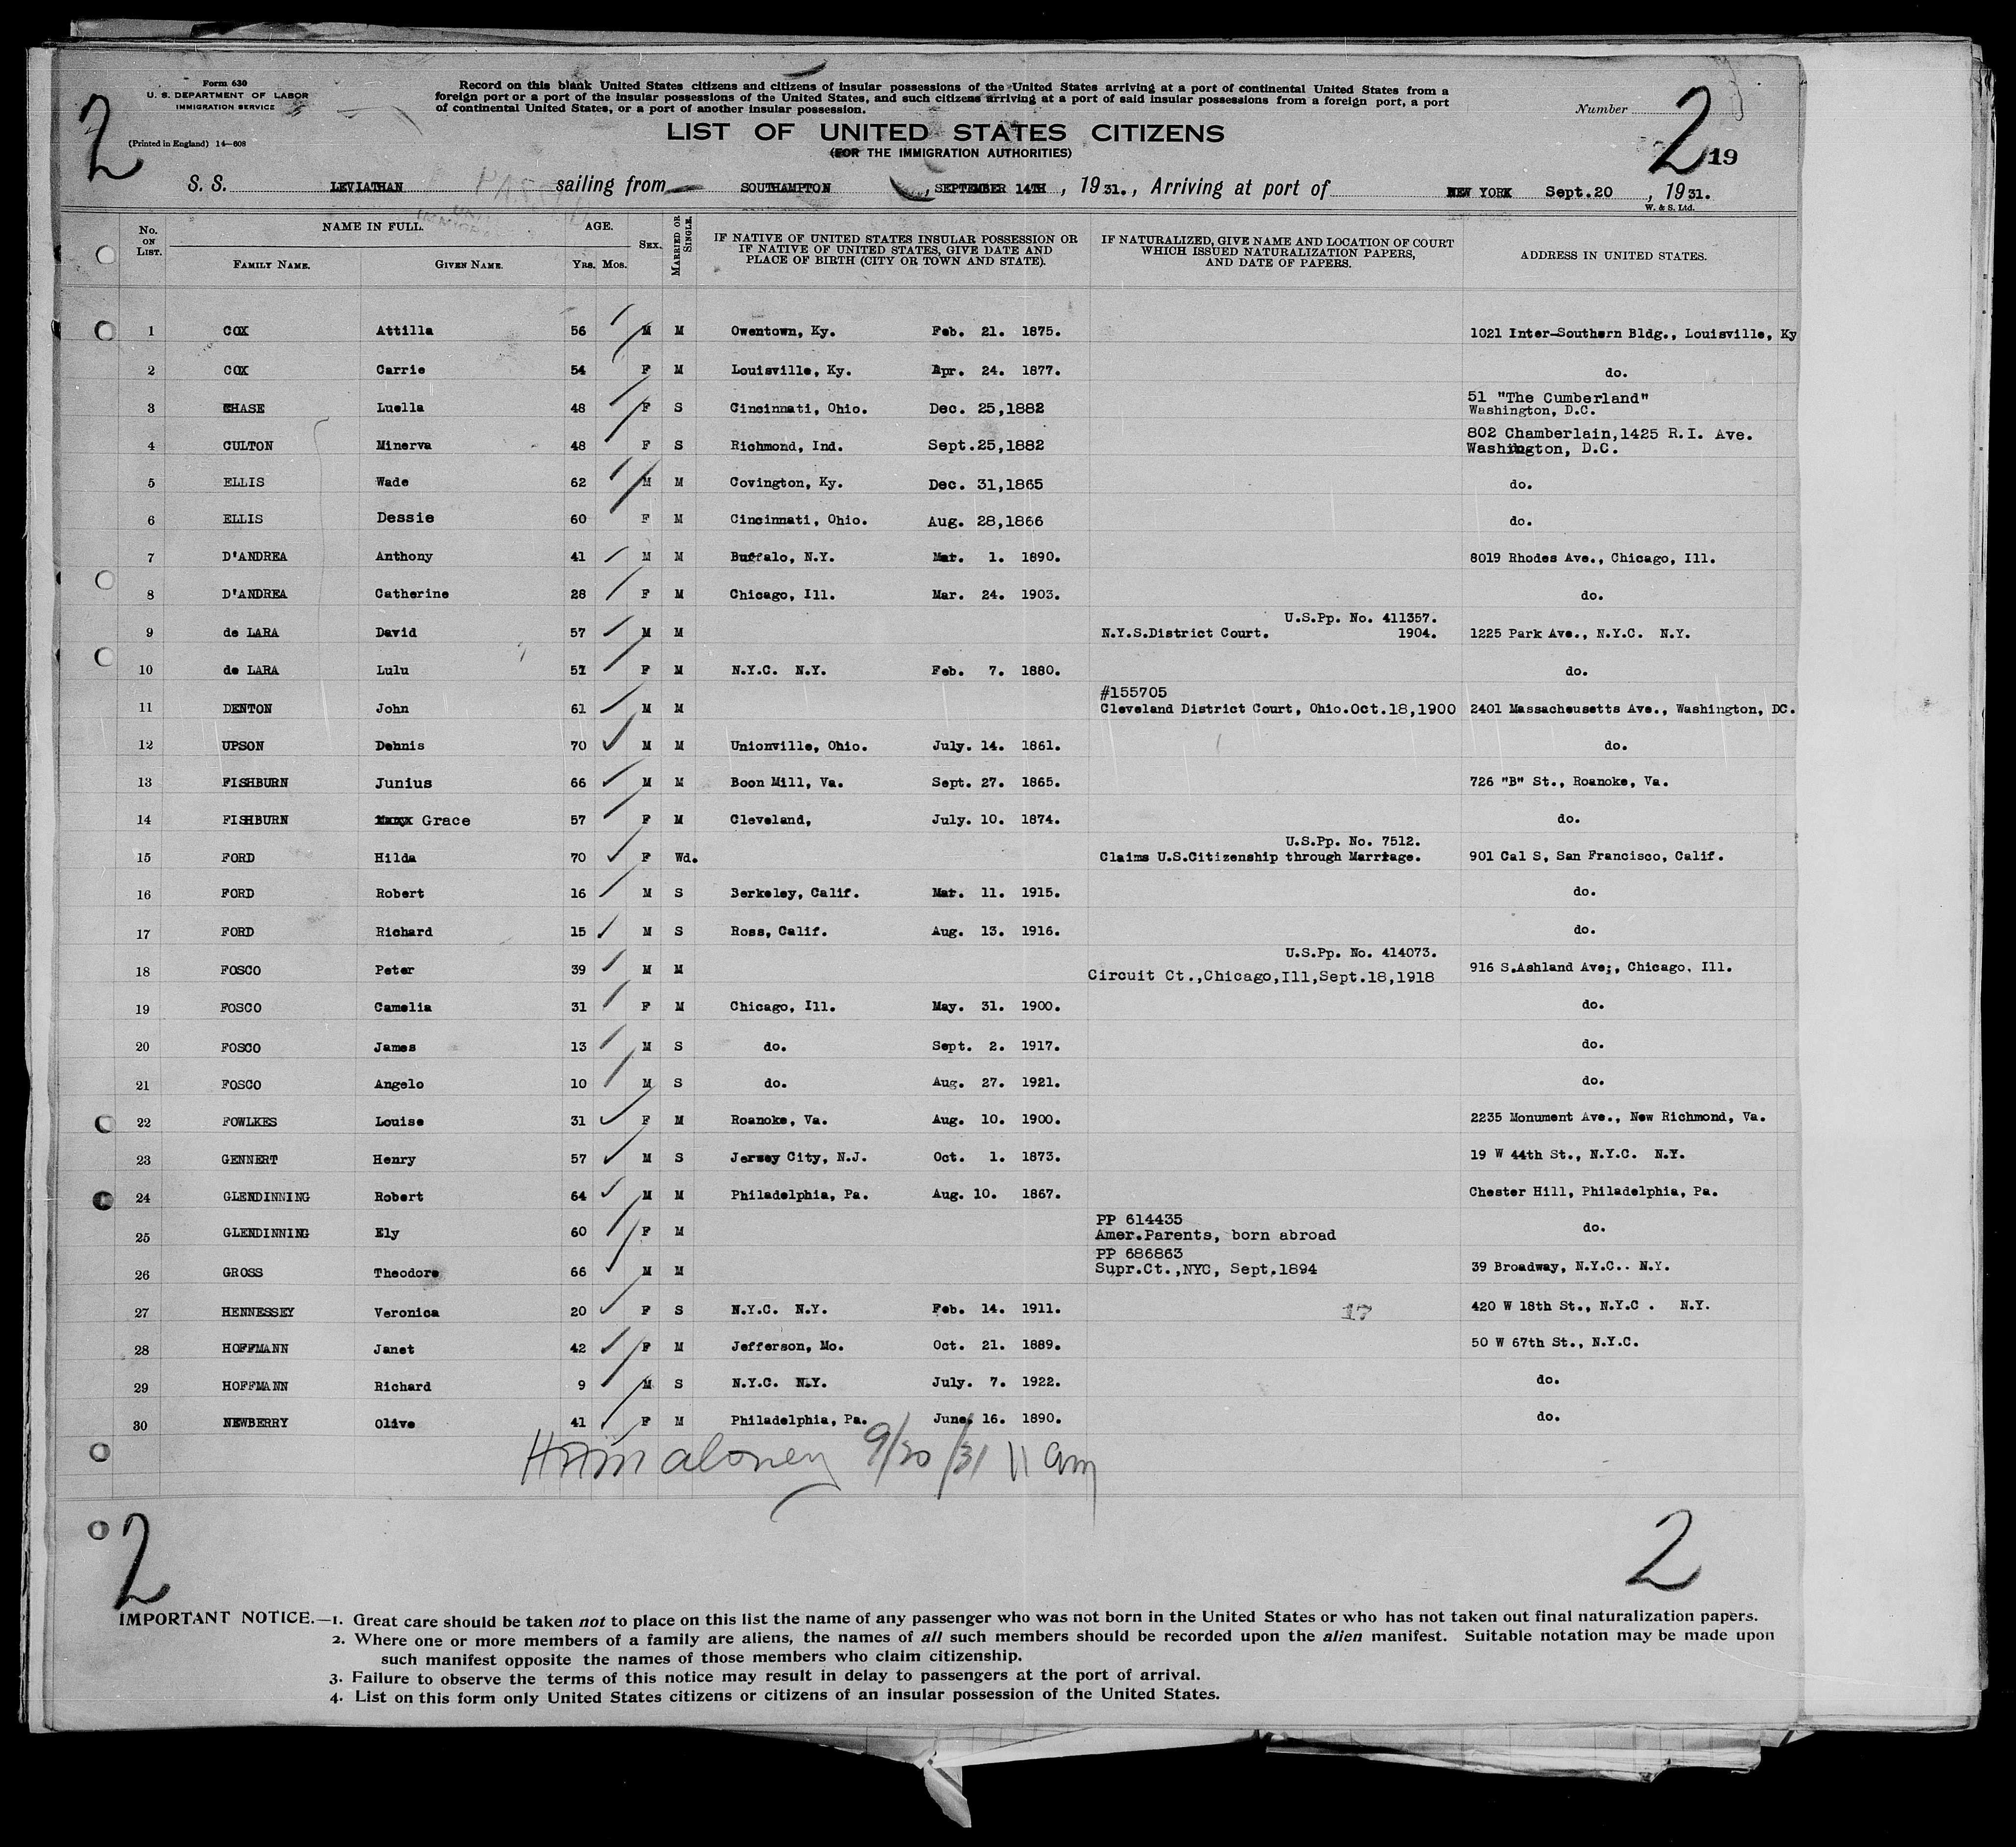 Form 630
U. S. DEPARTMENT OF LABOR
IMMIGRATION SERVICE
(Printed in England) 14—608
Record on this blank United States citizens and citizens of insular possessions of the United States arriving at a port of continental United States from a
foreign port or a port of the insular possessions of the United States, and such citizens arriving at a port of said insular possessions from a foreign port, a port
of continental United States, or a port of another insular possession.
Number
2 2
19
LIST OF UNITED STATES CITIZENS
(FOR THE IMMIGRATION AUTHORITIES)
S. S. LEVIATHAN sailing from SOUTHAMPTON, SEPTEMBER 14TH, 1931., Arriving at port of NEW YORK Sept.20, 1931.
W. & S. Ltd.
No. ON LIST. NAME IN FULL. FAMILY NAME. GIVEN NAME. AGE. YRS. MOS. SEX. MARRIED OR SINGLE. IF NATIVE OF UNITED STATES INSULAR POSSESSION OR IF NATIVE OF UNITED STATES, GIVE DATE AND PLACE OF BIRTH (CITY OR TOWN AND STATE). IF NATURALIZED, GIVE NAME AND LOCATION OF COURT WHICH ISSUED NATURALIZATION PAPERS, AND DATE OF PAPERS. ADDRESS IN UNITED STATES.
1 COX Attilla 56 M M Owentown, Ky. Feb. 21. 1875. 1021 Inter-Southern Bldg., Louisville, Ky
2 COX Carrie 54 F M Louisville, Ky. Apr. 24. 1877. do.
3 CHASE Luella 48 F S Cincinnati, Ohio. Dec. 25,1882 51 "The Cumberland" Washington, D.C.
4 CULTON Minerva 48 F S Richmond, Ind. Sept.25,1882 802 Chamberlain,1425 R.I. Ave. Washington, D.C.
5 ELLIS Wade 62 M M Covington, Ky. Dec. 31,1865 do.
6 ELLIS Dessie 60 F M Cincinnati, Ohio. Aug. 28,1866 do.
7 D'ANDREA Anthony 41 M M Buffalo, N.Y. Mar. 1. 1890. 8019 Rhodes Ave., Chicago, Ill.
8 D'ANDREA Catherine 28 F M Chicago, Ill. Mar. 24. 1903. do.
9 de LARA David 57 M M U.S.Pp. No. 411357. N.Y.S.District Court. 1904. 1225 Park Ave., N.Y.C. N.Y.
10 de LARA Lulu 51 F M N.Y.C. N.Y. Feb. 7. 1880. do.
11 DENTON John 61 M M #155705 Cleveland District Court, Ohio.Oct.18,1900 2401 Massacheusetts Ave., Washington, DC.
12 UPSON Dennis 70 M M Unionville, Ohio. July. 14. 1861. do.
13 FISHBURN Junius 66 M M Boon Mill, Va. Sept. 27. 1865. 726 "B" St., Roanoke, Va.
14 FISHBURN Grace 57 F M Cleveland, July. 10. 1874. do.
15 FORD Hilda 70 F Wd. U.S.Pp. No. 7512. Claims U.S.Citizenship through Marriage. 901 Cal S, San Francisco, Calif.
16 FORD Robert 16 M S Berkeley, Calif. Mar. 11. 1915. do.
17 FORD Richard 15 M S Ross, Calif. Aug. 13. 1916. do.
18 FOSCO Peter 39 M M U.S.Pp. No. 414073. Circuit Ct.,Chicago,Ill,Sept.18,1918 916 S.Ashland Ave;, Chicago, Ill.
19 FOSCO Camelia 31 F M Chicago, Ill. May. 31. 1900. do.
20 FOSCO James 13 M S do. Sept. 2. 1917. do.
21 FOSCO Angelo 10 M S do. Aug. 27. 1921. do.
22 FOWLKES Louise 31 F M Roanoke, Va. Aug. 10. 1900. 2235 Monument Ave., New Richmond, Va.
23 GENNERT Henry 57 M S Jersey City, N.J. Oct. 1. 1873. 19 W 44th St., N.Y.C. N.Y.
24 GLENDINNING Robert 64 M M Philadelphia, Pa. Aug. 10. 1867. Chester Hill, Philadelphia, Pa.
25 GLENDINNING Ely 60 F M PP 614435 Amer.Parents, born abroad do.
26 GROSS Theodore 66 M M PP 686863 Supr.Ct.,NYC, Sept.1894 39 Broadway, N.Y.C.. N.Y.
27 HENNESSEY Veronica 20 F S N.Y.C. N.Y. Feb. 14. 1911. 17 420 W 18th St., N.Y.C . N.Y.
28 HOFFMANN Janet 42 F M Jefferson, Mo. Oct. 21. 1889. 50 W 67th St., N.Y.C.
29 HOFFMANN Richard 9 M S N.Y.C. N.Y. July. 7. 1922. do.
30 NEWBERRY Olive 41 F M Philadelphia, Pa. June. 16. 1890. do.
Maloney 9/20/31 11 am
2 2
IMPORTANT NOTICE.—1. Great care should be taken not to place on this list the name of any passenger who was not born in the United States or who has not taken out final naturalization papers.
2. Where one or more members of a family are aliens, the names of all such members should be recorded upon the alien manifest. Suitable notation may be made upon
such manifest opposite the names of those members who claim citizenship.
3. Failure to observe the terms of this notice may result in delay to passengers at the port of arrival.
4. List on this form only United States citizens or citizens of an insular possession of the United States.